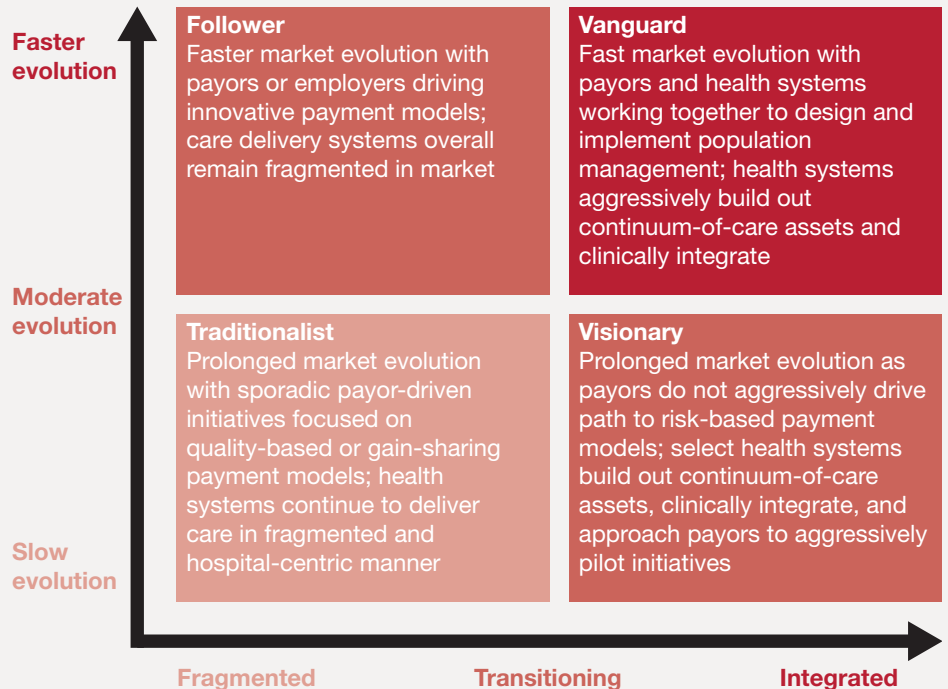 Faster
evolution
Follower
Faster market evolution with
payors or employers driving
innovative payment models;
care delivery systems overall
remain fragmented in market
Vanguard
Fast market evolution with
payors and health systems
working together to design and
implement population
management; health systems
aggressively build out
continuum-of-care assets and
clinically integrate
Moderate
evolution
Traditionalist
Prolonged market evolution
with sporadic payor-driven
initiatives focused on
quality-based or gain-sharing
payment models; health
systems continue to deliver
care in fragmented and
hospital-centric manner
Visionary
Prolonged market evolution as
payors do not aggressively drive
path to risk-based payment
models; select health systems
build out continuum-of-care
assets, clinically integrate, and
approach payors to aggressively
pilot initiatives
Slow
evolution
Fragmented
Transitioning
Integrated